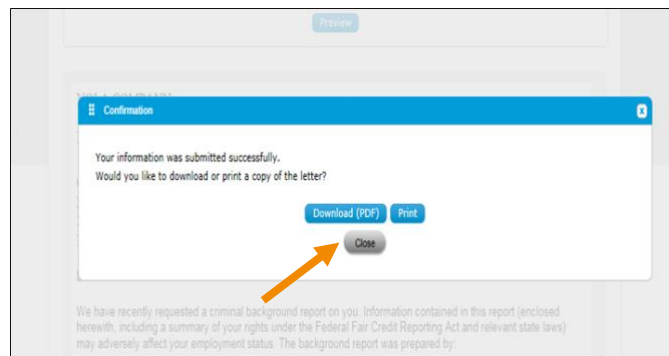 Preview
Confirmation
x
Your information was submitted successfully.
Would you like to download or print a copy of the letter?
Download (PDF) Print
Close
We have recently requested a criminal background report on you. Information contained in this report (enclosed
herewith, including a summary of your rights under the Federal Fair Credit Reporting Act and relevant state laws)
may adversely affect your employment status. The background report was prepared by: